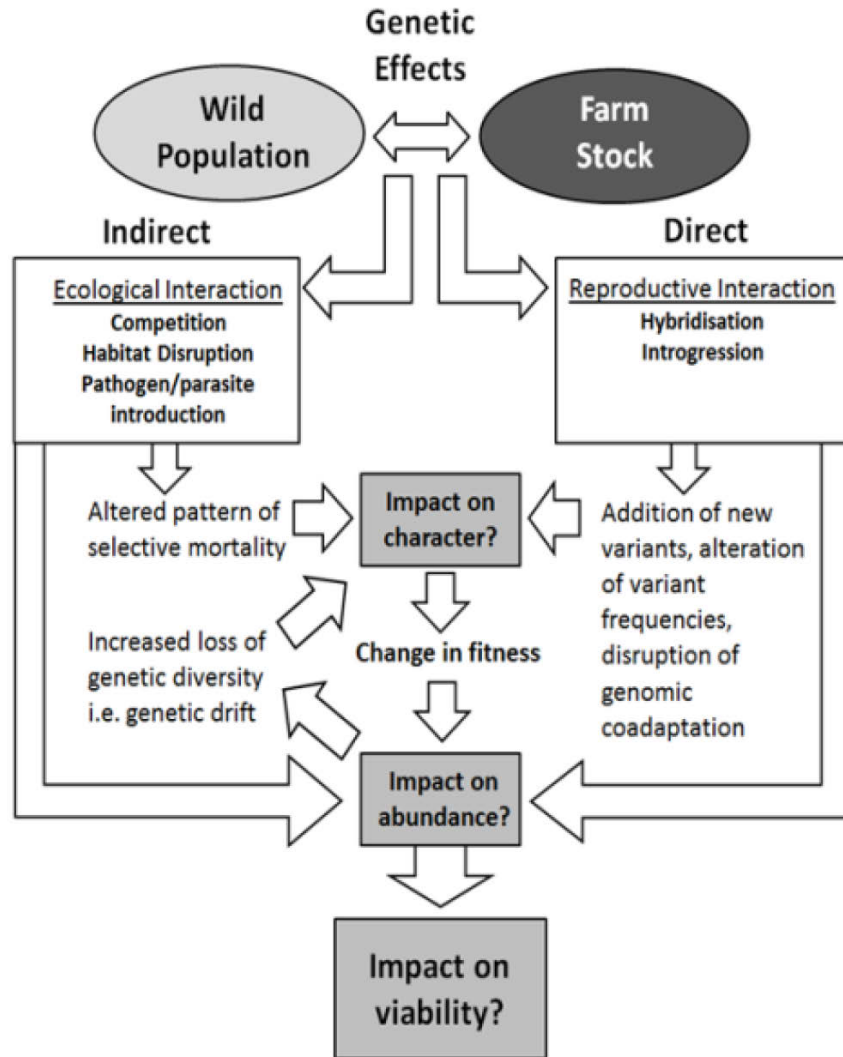 Genetic
Effects
Wild
Population
Farm
Stock
Indirect
Direct
Ecological Interaction
Competition
Habitat Disruption
Pathogen/parasite
introduction
Reproductive Interaction
Hybridisation
Introgression
Altered pattern of
selective mortality
Impact on
character?
Addition of new
variants, alteration
of variant
frequencies,
disruption of
genomic
coadaptation
Increased loss of
genetic diversity
i.e. genetic drift
Change in fitness
Impact on
abundance?
Impact on
viability?